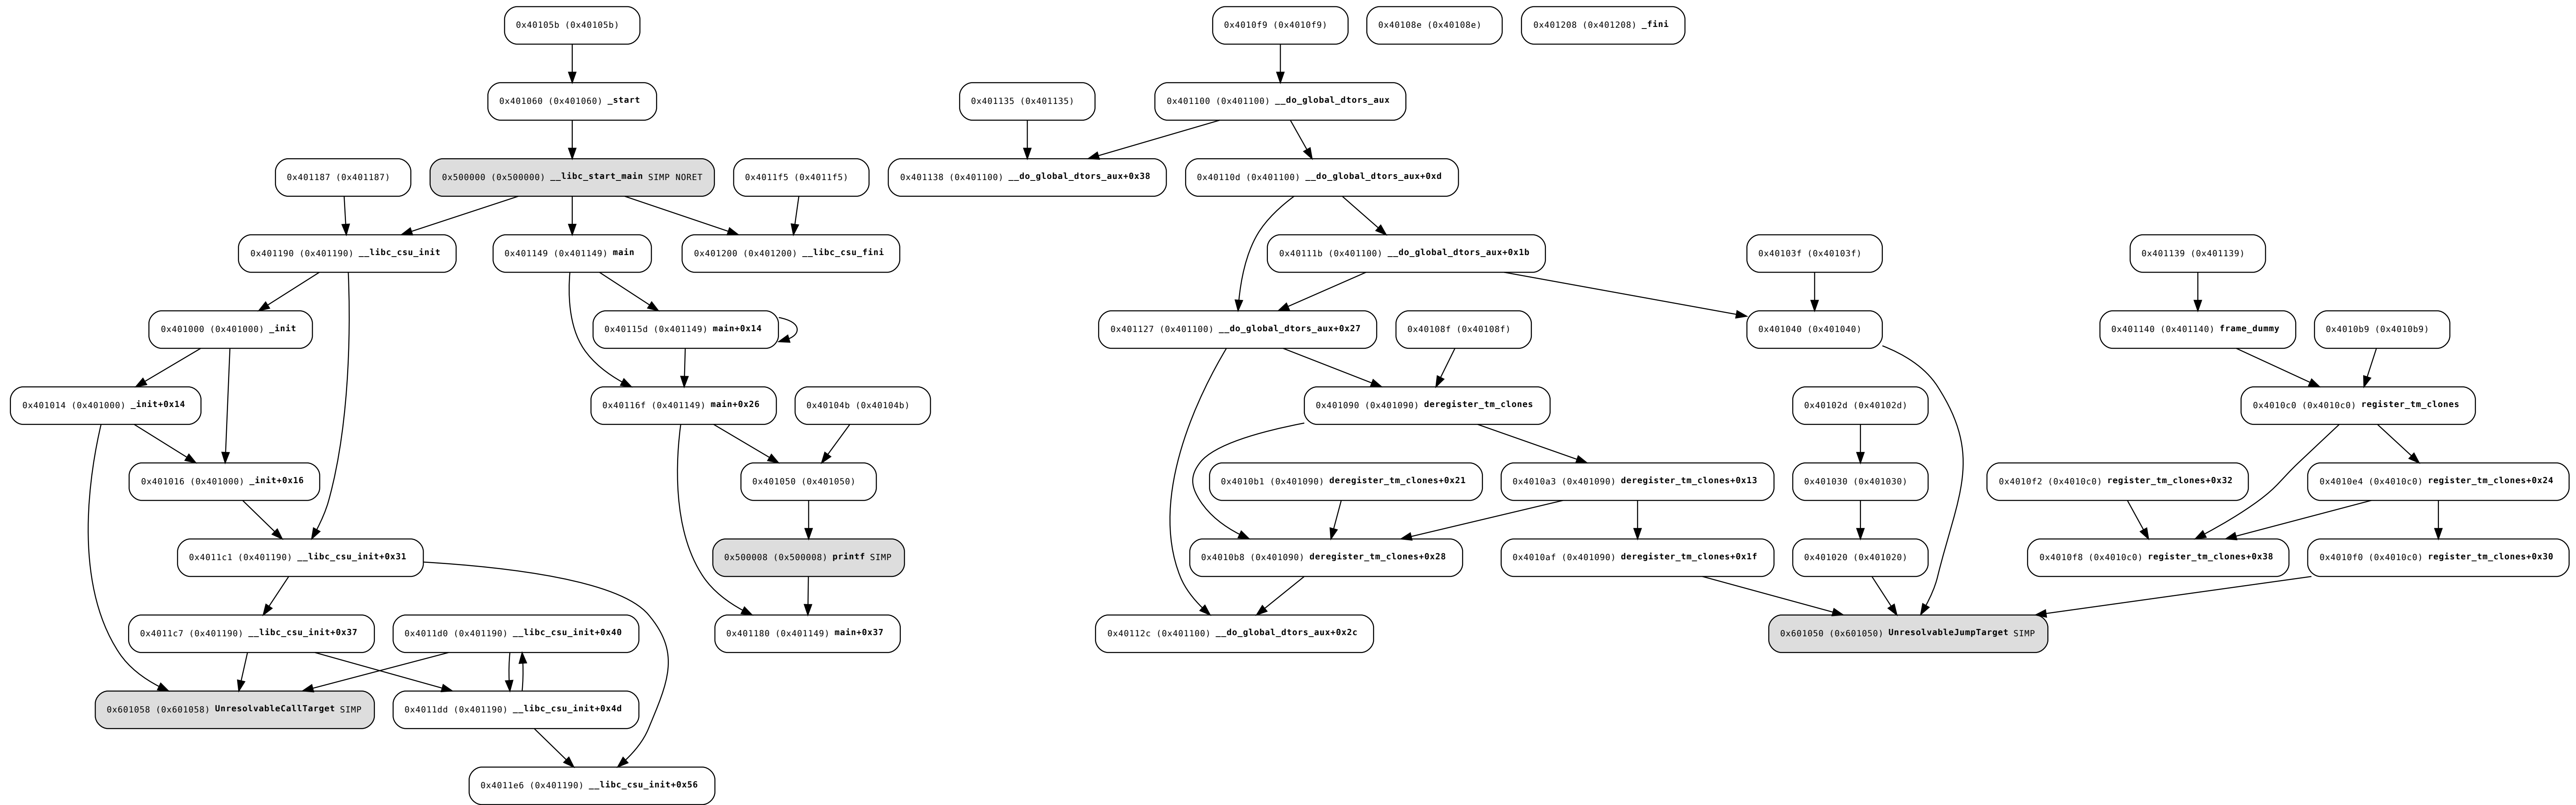 0x40105b (0x40105b)
0x4010f9 (0x4010f9)
0x40108e (0x40108e)
0x401208 (0x401208) _fini
0x401060 (0x401060) _start
0x401135 (0x401135)
0x401100 (0x401100) __do_global_dtors_aux
0x401187 (0x401187)
0x500000 (0x500000) __libc_start_main SIMP NORET
0x4011f5 (0x4011f5)
0x401138 (0x401100) __do_global_dtors_aux+0x38
0x40110d (0x401100) __do_global_dtors_aux+0xd
0x401190 (0x401190) __libc_csu_init
0x401149 (0x401149) main
0x401200 (0x401200) __libc_csu_fini
0x40111b (0x401100) __do_global_dtors_aux+0x1b
0x40103f (0x40103f)
0x401139 (0x401139)
0x401000 (0x401000) _init
0x40115d (0x401149) main+0x14
0x401127 (0x401100) __do_global_dtors_aux+0x27
0x40108f (0x40108f)
0x401040 (0x401040)
0x401140 (0x401140) frame_dummy
0x4010b9 (0x4010b9)
0x401014 (0x401000) _init+0x14
0x40116f (0x401149) main+0x26
0x40104b (0x40104b)
0x401090 (0x401090) deregister_tm_clones
0x40102d (0x40102d)
0x4010c0 (0x4010c0) register_tm_clones
0x401016 (0x401000) _init+0x16
0x401050 (0x401050)
0x4010b1 (0x401090) deregister_tm_clones+0x21
0x4010a3 (0x401090) deregister_tm_clones+0x13
0x401030 (0x401030)
0x4010f2 (0x4010c0) register_tm_clones+0x32
0x4010e4 (0x4010c0) register_tm_clones+0x24
0x4011c1 (0x401190) __libc_csu_init+0x31
0x500008 (0x500008) printf SIMP
0x4010b8 (0x401090) deregister_tm_clones+0x28
0x4010af (0x401090) deregister_tm_clones+0x1f
0x401020 (0x401020)
0x4010f8 (0x4010c0) register_tm_clones+0x38
0x4010f0 (0x4010c0) register_tm_clones+0x30
0x4011c7 (0x401190) __libc_csu_init+0x37
0x4011d0 (0x401190) __libc_csu_init+0x40
0x401180 (0x401149) main+0x37
0x40112c (0x401100) __do_global_dtors_aux+0x2c
0x601050 (0x601050) UnresolvableJumpTarget SIMP
0x601058 (0x601058) UnresolvableCallTarget SIMP
0x4011dd (0x401190) __libc_csu_init+0x4d
0x4011e6 (0x401190) __libc_csu_init+0x56